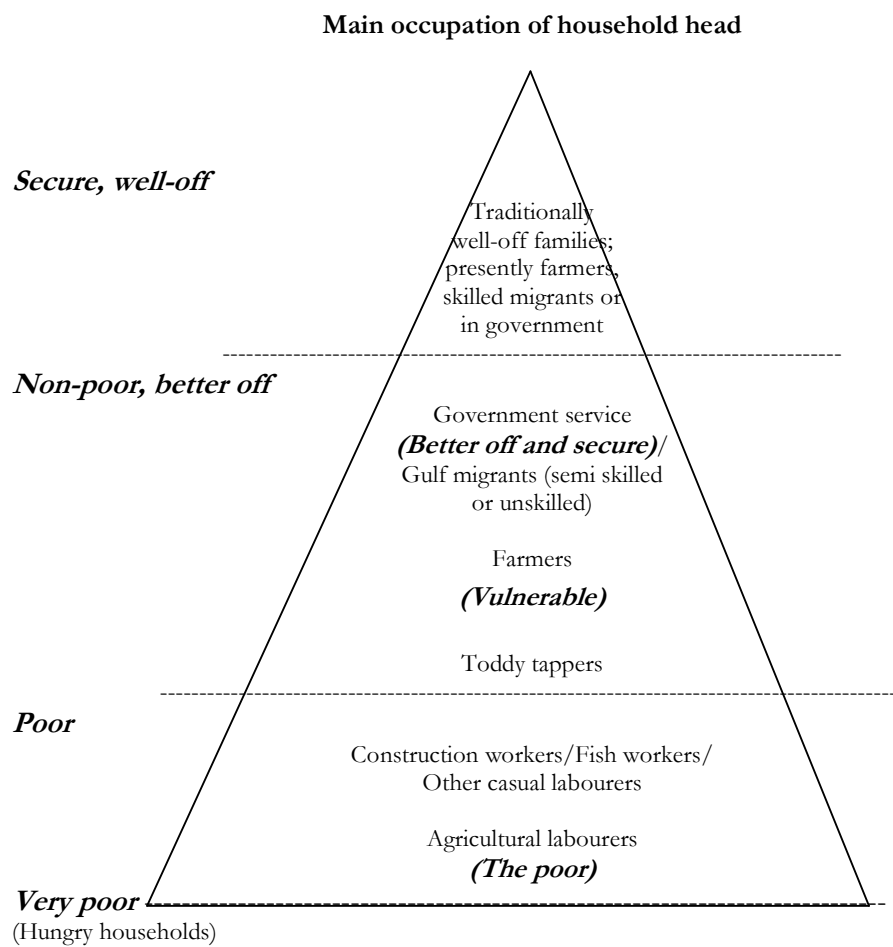 Main occupation of household head
Secure, well-off
Traditionally
well-off families;
presently farmers,
skilled migrants or
in government
Non-poor, better off
Government service
(Better off and secure)/
Gulf migrants (semi skilled
or unskilled)
Farmers
(Vulnerable)
Toddy tappers
Poor
Construction workers/Fish workers/
Other casual labourers
Agricultural labourers
(The poor)
Very poor
(Hungry households)